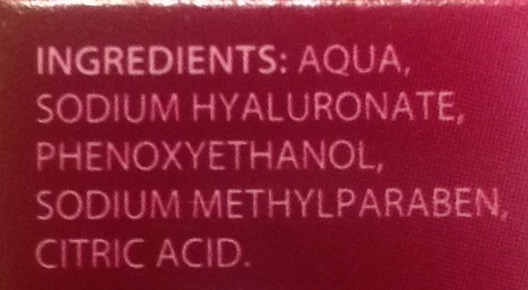 INGREDIENTS: AQUA,
SODIUM HYALURONATE,
PHENOXYETHANOL,
SODIUM METHYLPARABEN,
CITRIC ACID.